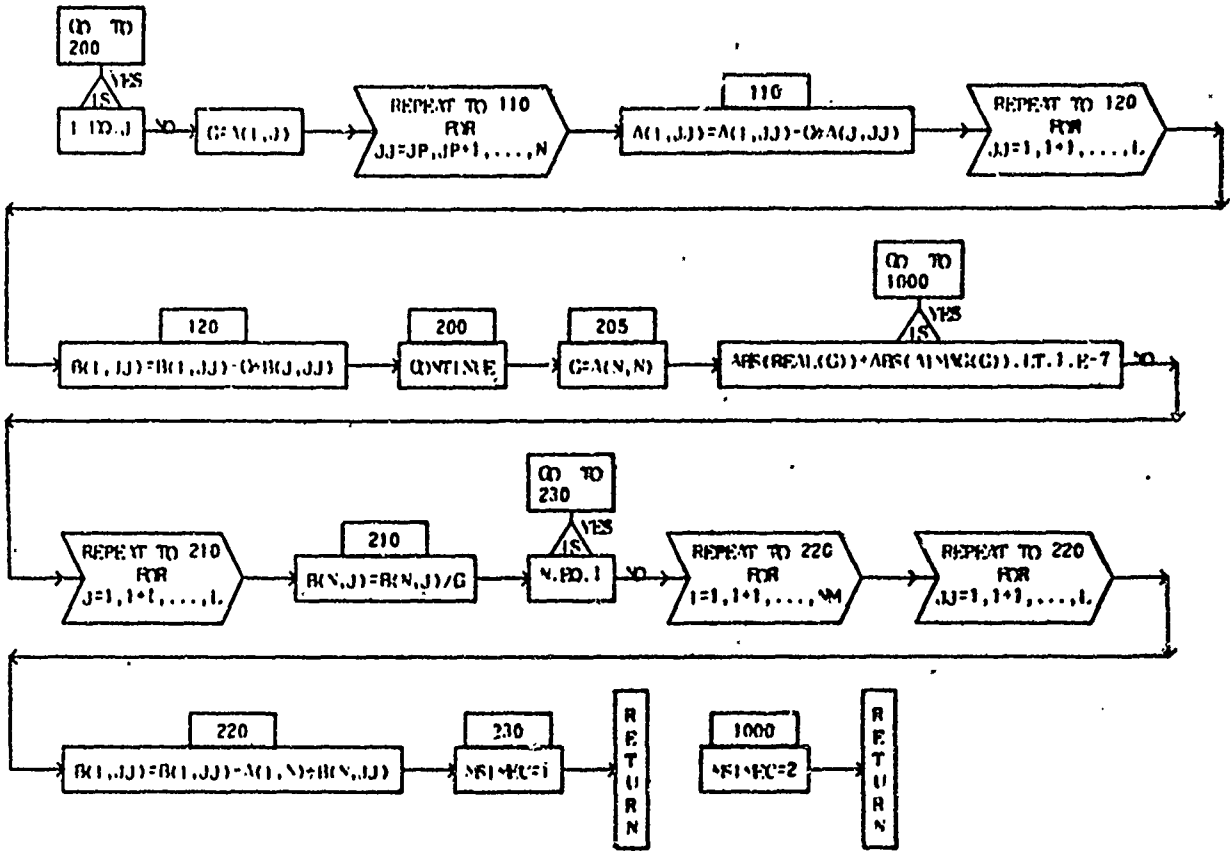 GO TO
200
YES
IS
I.EQ.J
NO
G=A(I,J)
REPEAT TO 110
FOR
JJ=JP,JP+1,...,N
110
A(I,JJ)=A(I,JJ)-G*A(J,JJ)
REPEAT TO 120
FOR
JJ=1,1+1,...,L
120
B(I,JJ)=B(I,JJ)-G*B(J,JJ)
200
CONTINUE
205
G=A(N,N)
GO TO
1000
YES
IS
ABS(REAL(G))+ABS(AIMAG(G)).LT.1.E-7
NO
REPEAT TO 210
FOR
J=1,1+1,...,L
210
B(N,J)=B(N,J)/G
GO TO
230
YES
IS
N.EQ.1
NO
REPEAT TO 220
FOR
I=1,1+1,...,NM
REPEAT TO 220
FOR
JJ=1,1+1,...,L
220
B(I,JJ)=B(I,JJ)-A(I,N)*B(N,JJ)
230
RETURN
1000
RETURN